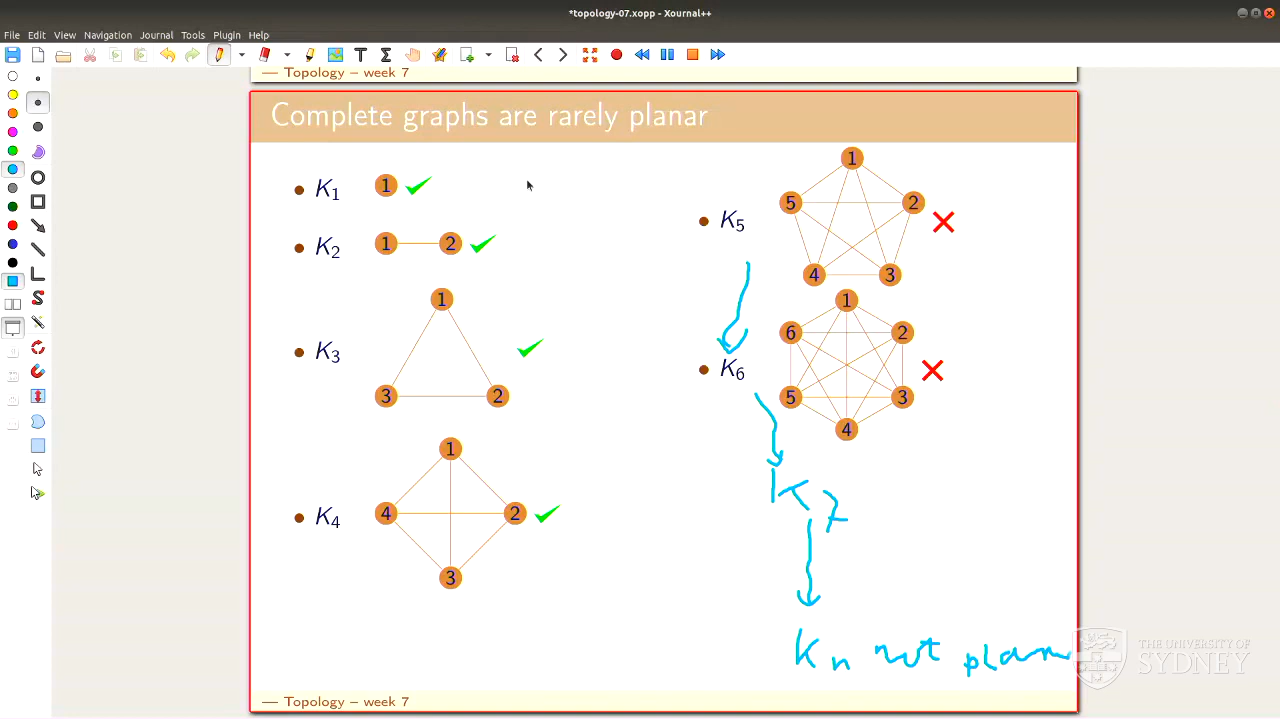 *topology-07.xopp - Xournal++
File Edit View Navigation Journal Tools Plugin Help
— Topology – week 7
Complete graphs are rarely planar
K1
1
K2
1 2
K3
1
3 2
K4
1
4 2
3
K5
1
5 2
4 3
K6
1
6 2
5 3
4
K7
Kn not planar
— Topology – week 7
THE UNIVERSITY OF
SYDNEY